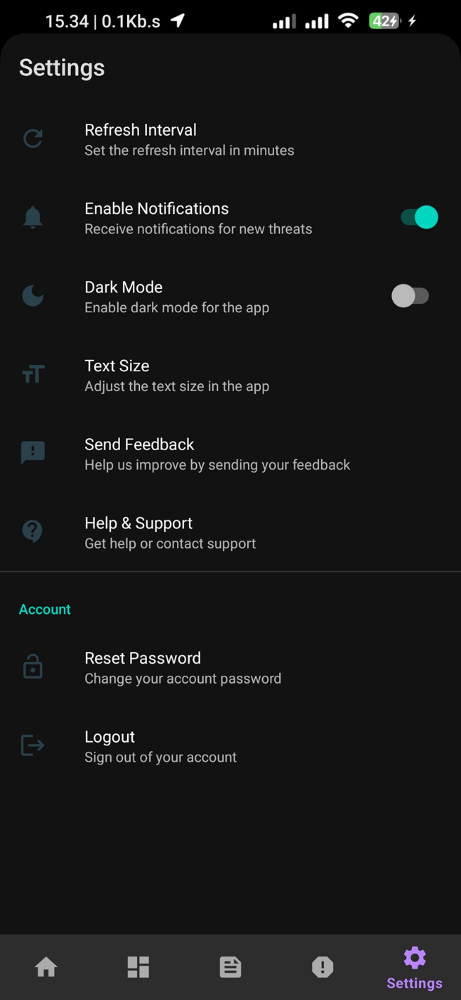 15.34 | 0.1Kb.s
42
Settings
Refresh Interval
Set the refresh interval in minutes
Enable Notifications
Receive notifications for new threats
Dark Mode
Enable dark mode for the app
Text Size
Adjust the text size in the app
Send Feedback
Help us improve by sending your feedback
Help & Support
Get help or contact support
Account
Reset Password
Change your account password
Logout
Sign out of your account
Settings